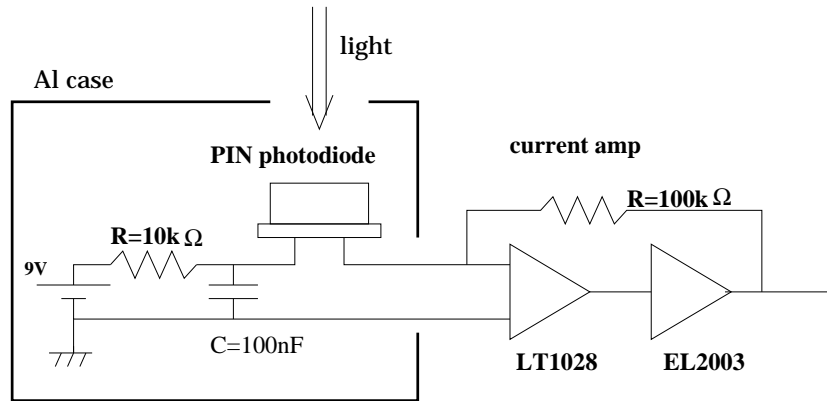 light
Al case
PIN photodiode
current amp
R=100k Ω
R=10k Ω
9V
C=100nF
LT1028
EL2003